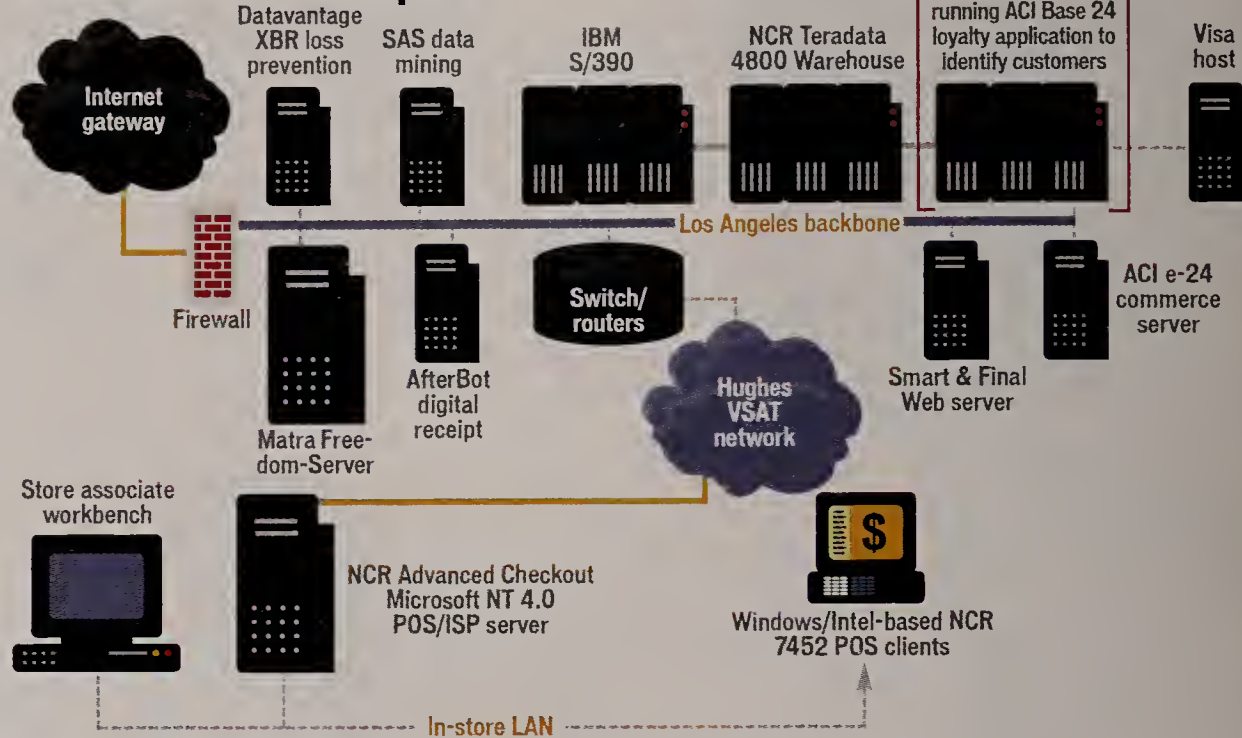 Datavantage
XBR loss
prevention
SAS data
mining
IBM
S/390
NCR Teradata
4800 Warehouse
running ACI Base 24
loyalty application to
identify customers
Visa
host
Internet
gateway
Los Angeles backbone
Firewall
Matra Free-
dom-Server
AfterBot
digital
receipt
Switch/
routers
Hughes
VSAT
network
Smart & Final
Web server
ACI e-24
commerce
server
Store associate
workbench
NCR Advanced Checkout
Microsoft NT 4.0
POS/ISP server
$
Windows/Intel-based NCR
7452 POS clients
In-store LAN